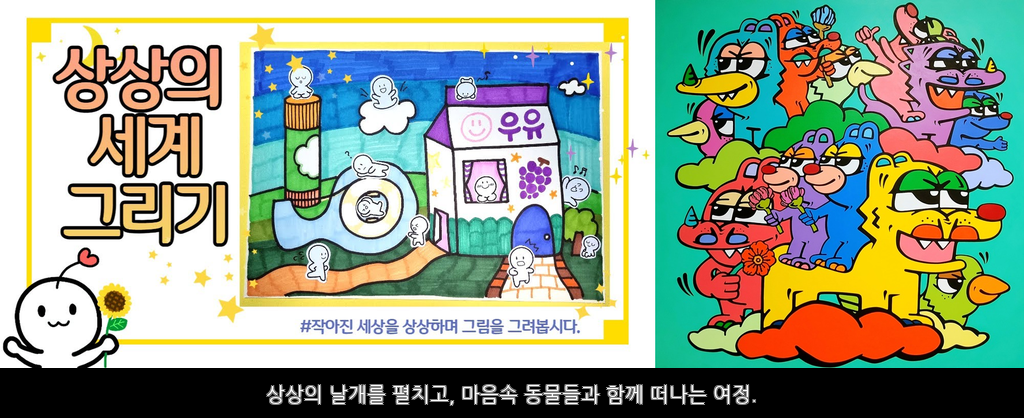 상상의
세계
그리기
우유
#작아진 세상을 상상하며 그림을 그려봅시다.
상상의 날개를 펼치고, 마음속 동물들과 함께 떠나는 여정.